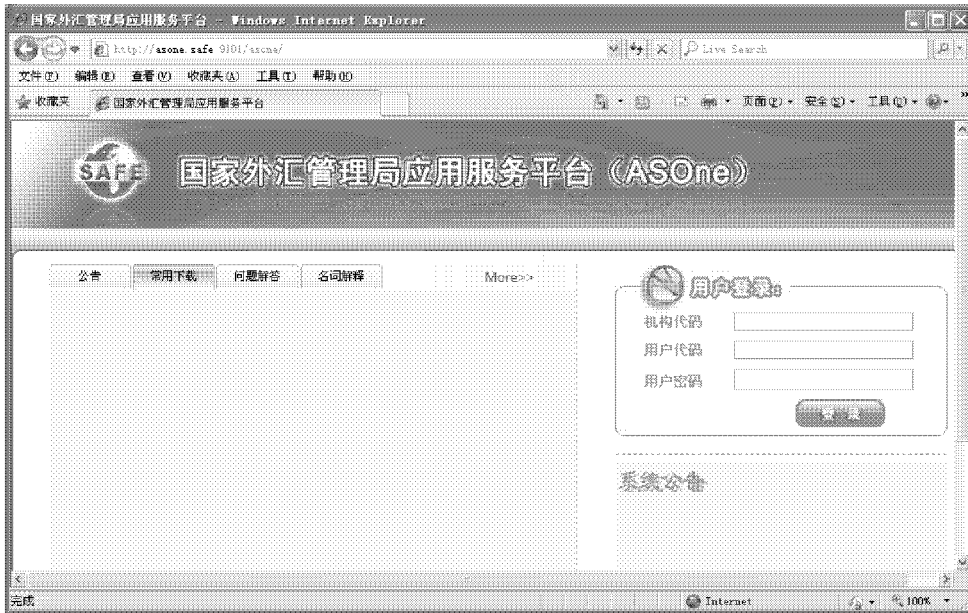 国家外汇管理局应用服务平台 - Windows Internet Explorer
http://asone.safe:9101/asone/
Live Search
文件(F) 编辑(E) 查看(V) 收藏夹(A) 工具(T) 帮助(H)
收藏夹 国家外汇管理局应用服务平台 页面(P) 安全(S) 工具(O)
SAFE 国家外汇管理局应用服务平台（ASOne）
公告 常用下载 问题解答 名词解释 More>>
用户登录
机构代码
用户代码
用户密码
登 录
系统公告
完成 Internet 100%